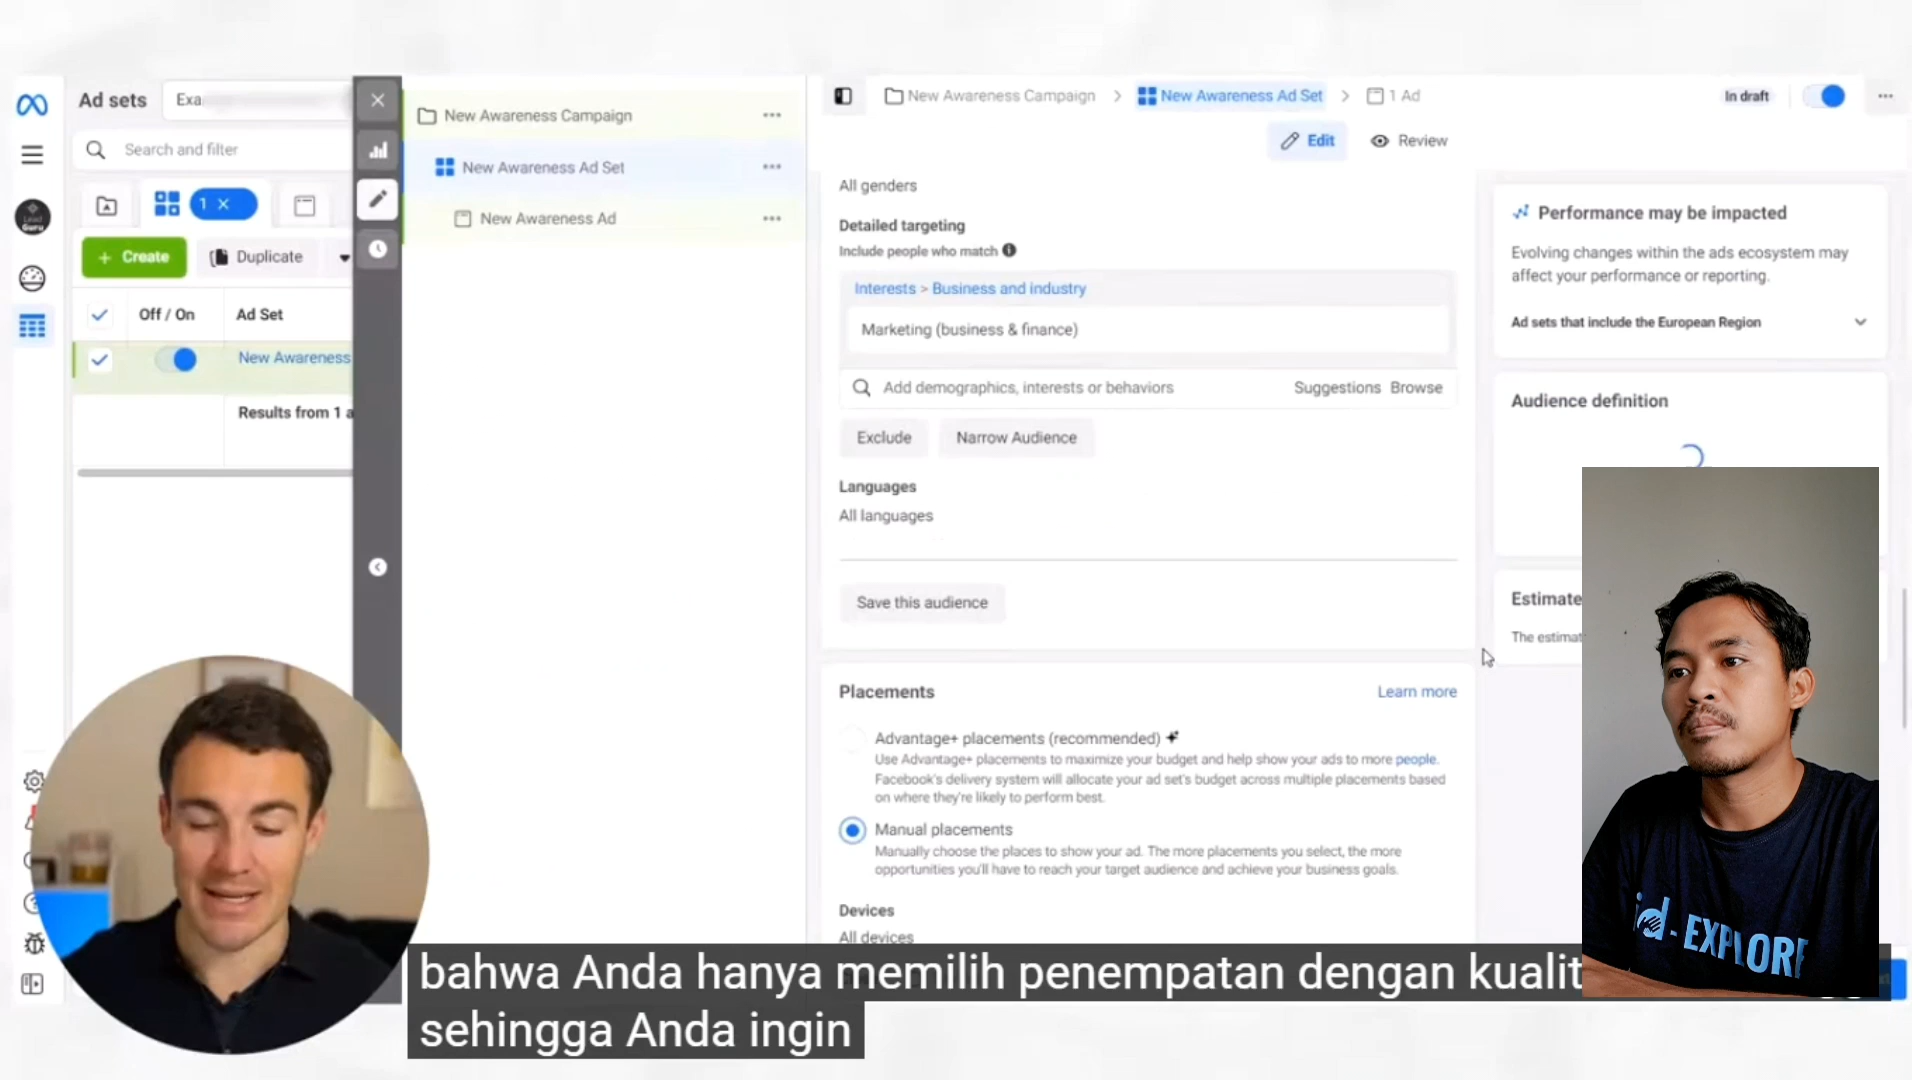 Ad sets
Exa
Search and filter
1
Create
Duplicate
Off / On
Ad Set
New Awareness
Results from 1 a
New Awareness Campaign
New Awareness Ad Set
New Awareness Ad
New Awareness Campaign
New Awareness Ad Set
1 Ad
In draft
Edit
Review
All genders
Detailed targeting
Include people who match
Interests > Business and industry
Marketing (business & finance)
Add demographics, interests or behaviors
Suggestions
Browse
Exclude
Narrow Audience
Languages
All languages
Save this audience
Placements
Learn more
Advantage+ placements (recommended)
Use Advantage+ placements to maximize your budget and help show your ads to more people.
Facebook's delivery system will allocate your ad set's budget across multiple placements based
on where they're likely to perform best.
Manual placements
Manually choose the places to show your ad. The more placements you select, the more
opportunities you'll have to reach your target audience and achieve your business goals.
Devices
All devices
Performance may be impacted
Evolving changes within the ads ecosystem may
affect your performance or reporting.
Ad sets that include the European Region
Audience definition
Estimate
The estimat
id - EXPLORE
bahwa Anda hanya memilih penempatan dengan kualit
sehingga Anda ingin